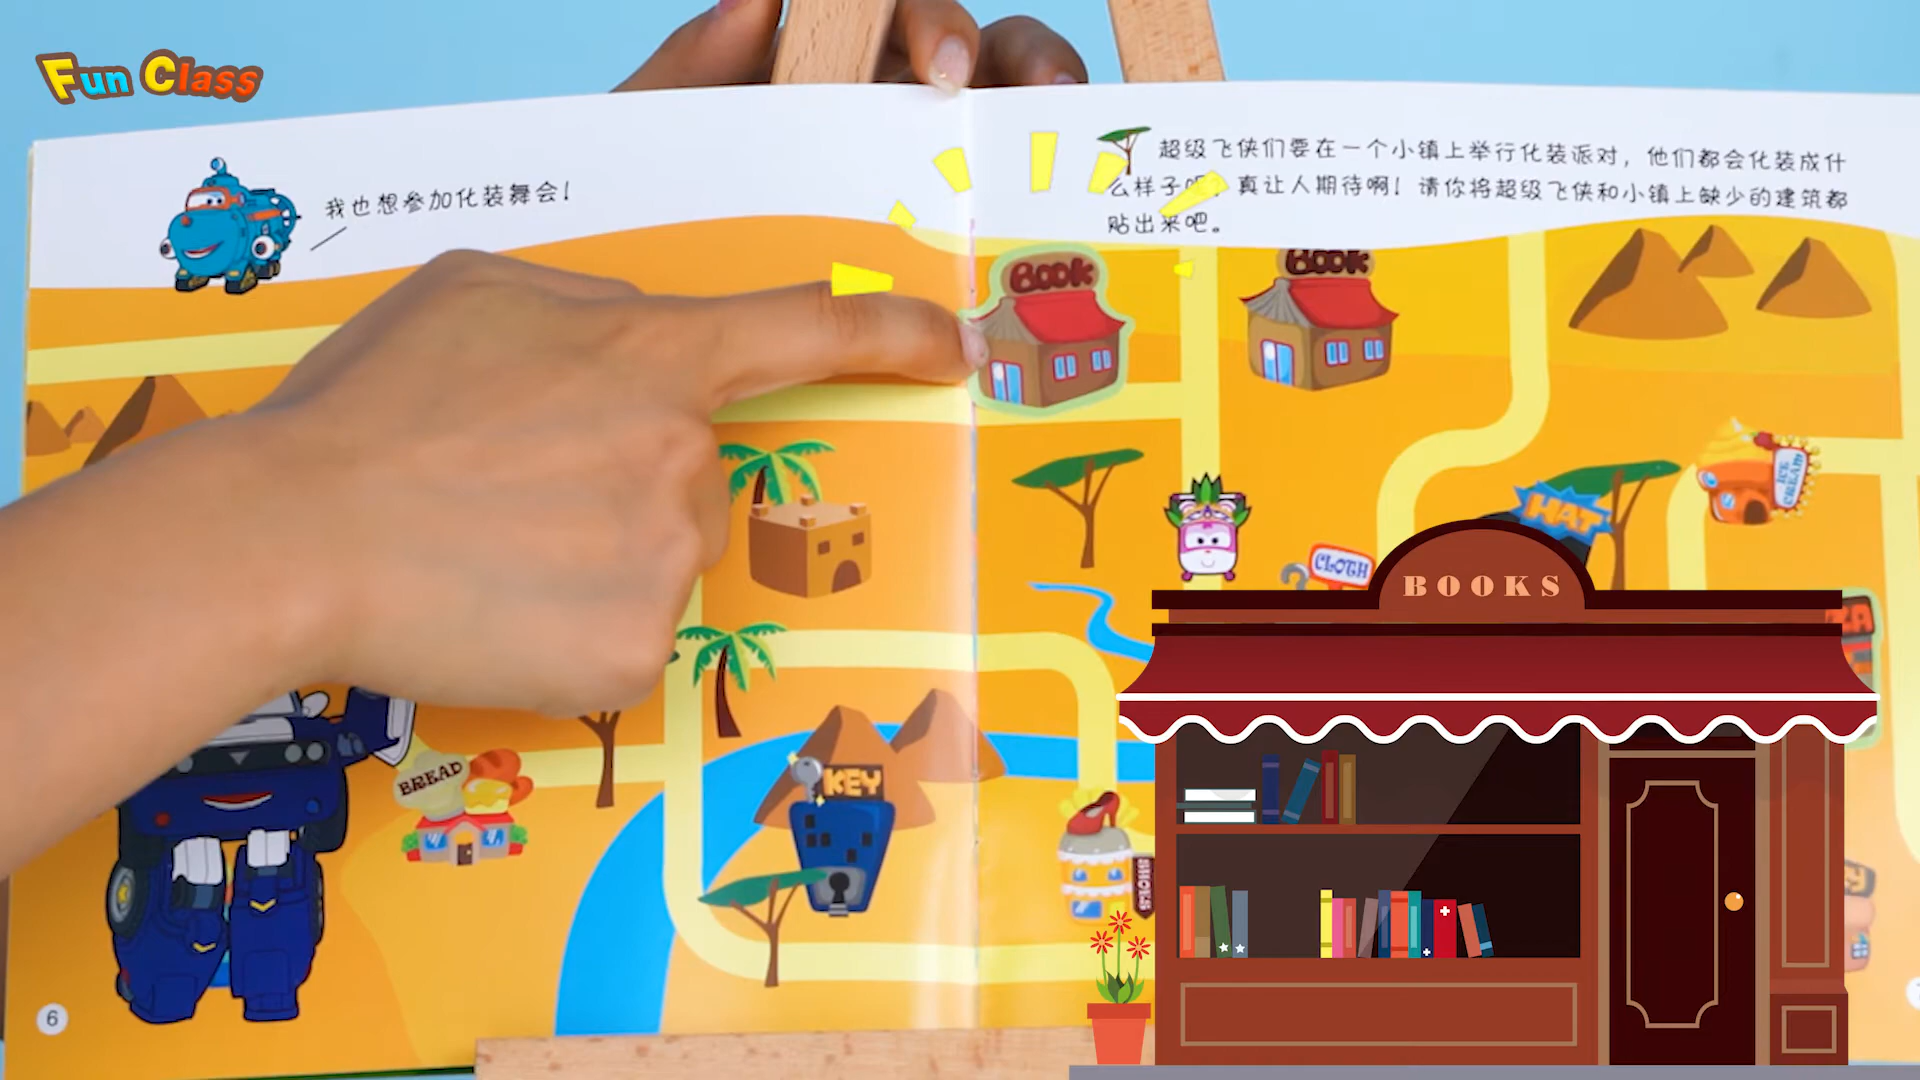 Fun Class
我也想参加化装舞会！
超级飞侠们要在一个小镇上举行化装派对，他们都会化装成什
么样子呢？真让人期待啊！请你将超级飞侠和小镇上缺少的建筑都
贴出来吧。
BOOK
BOOK
ICE CREAM
HAT
CLOTH
BOOKS
BREAD
KEY
SHOES
6